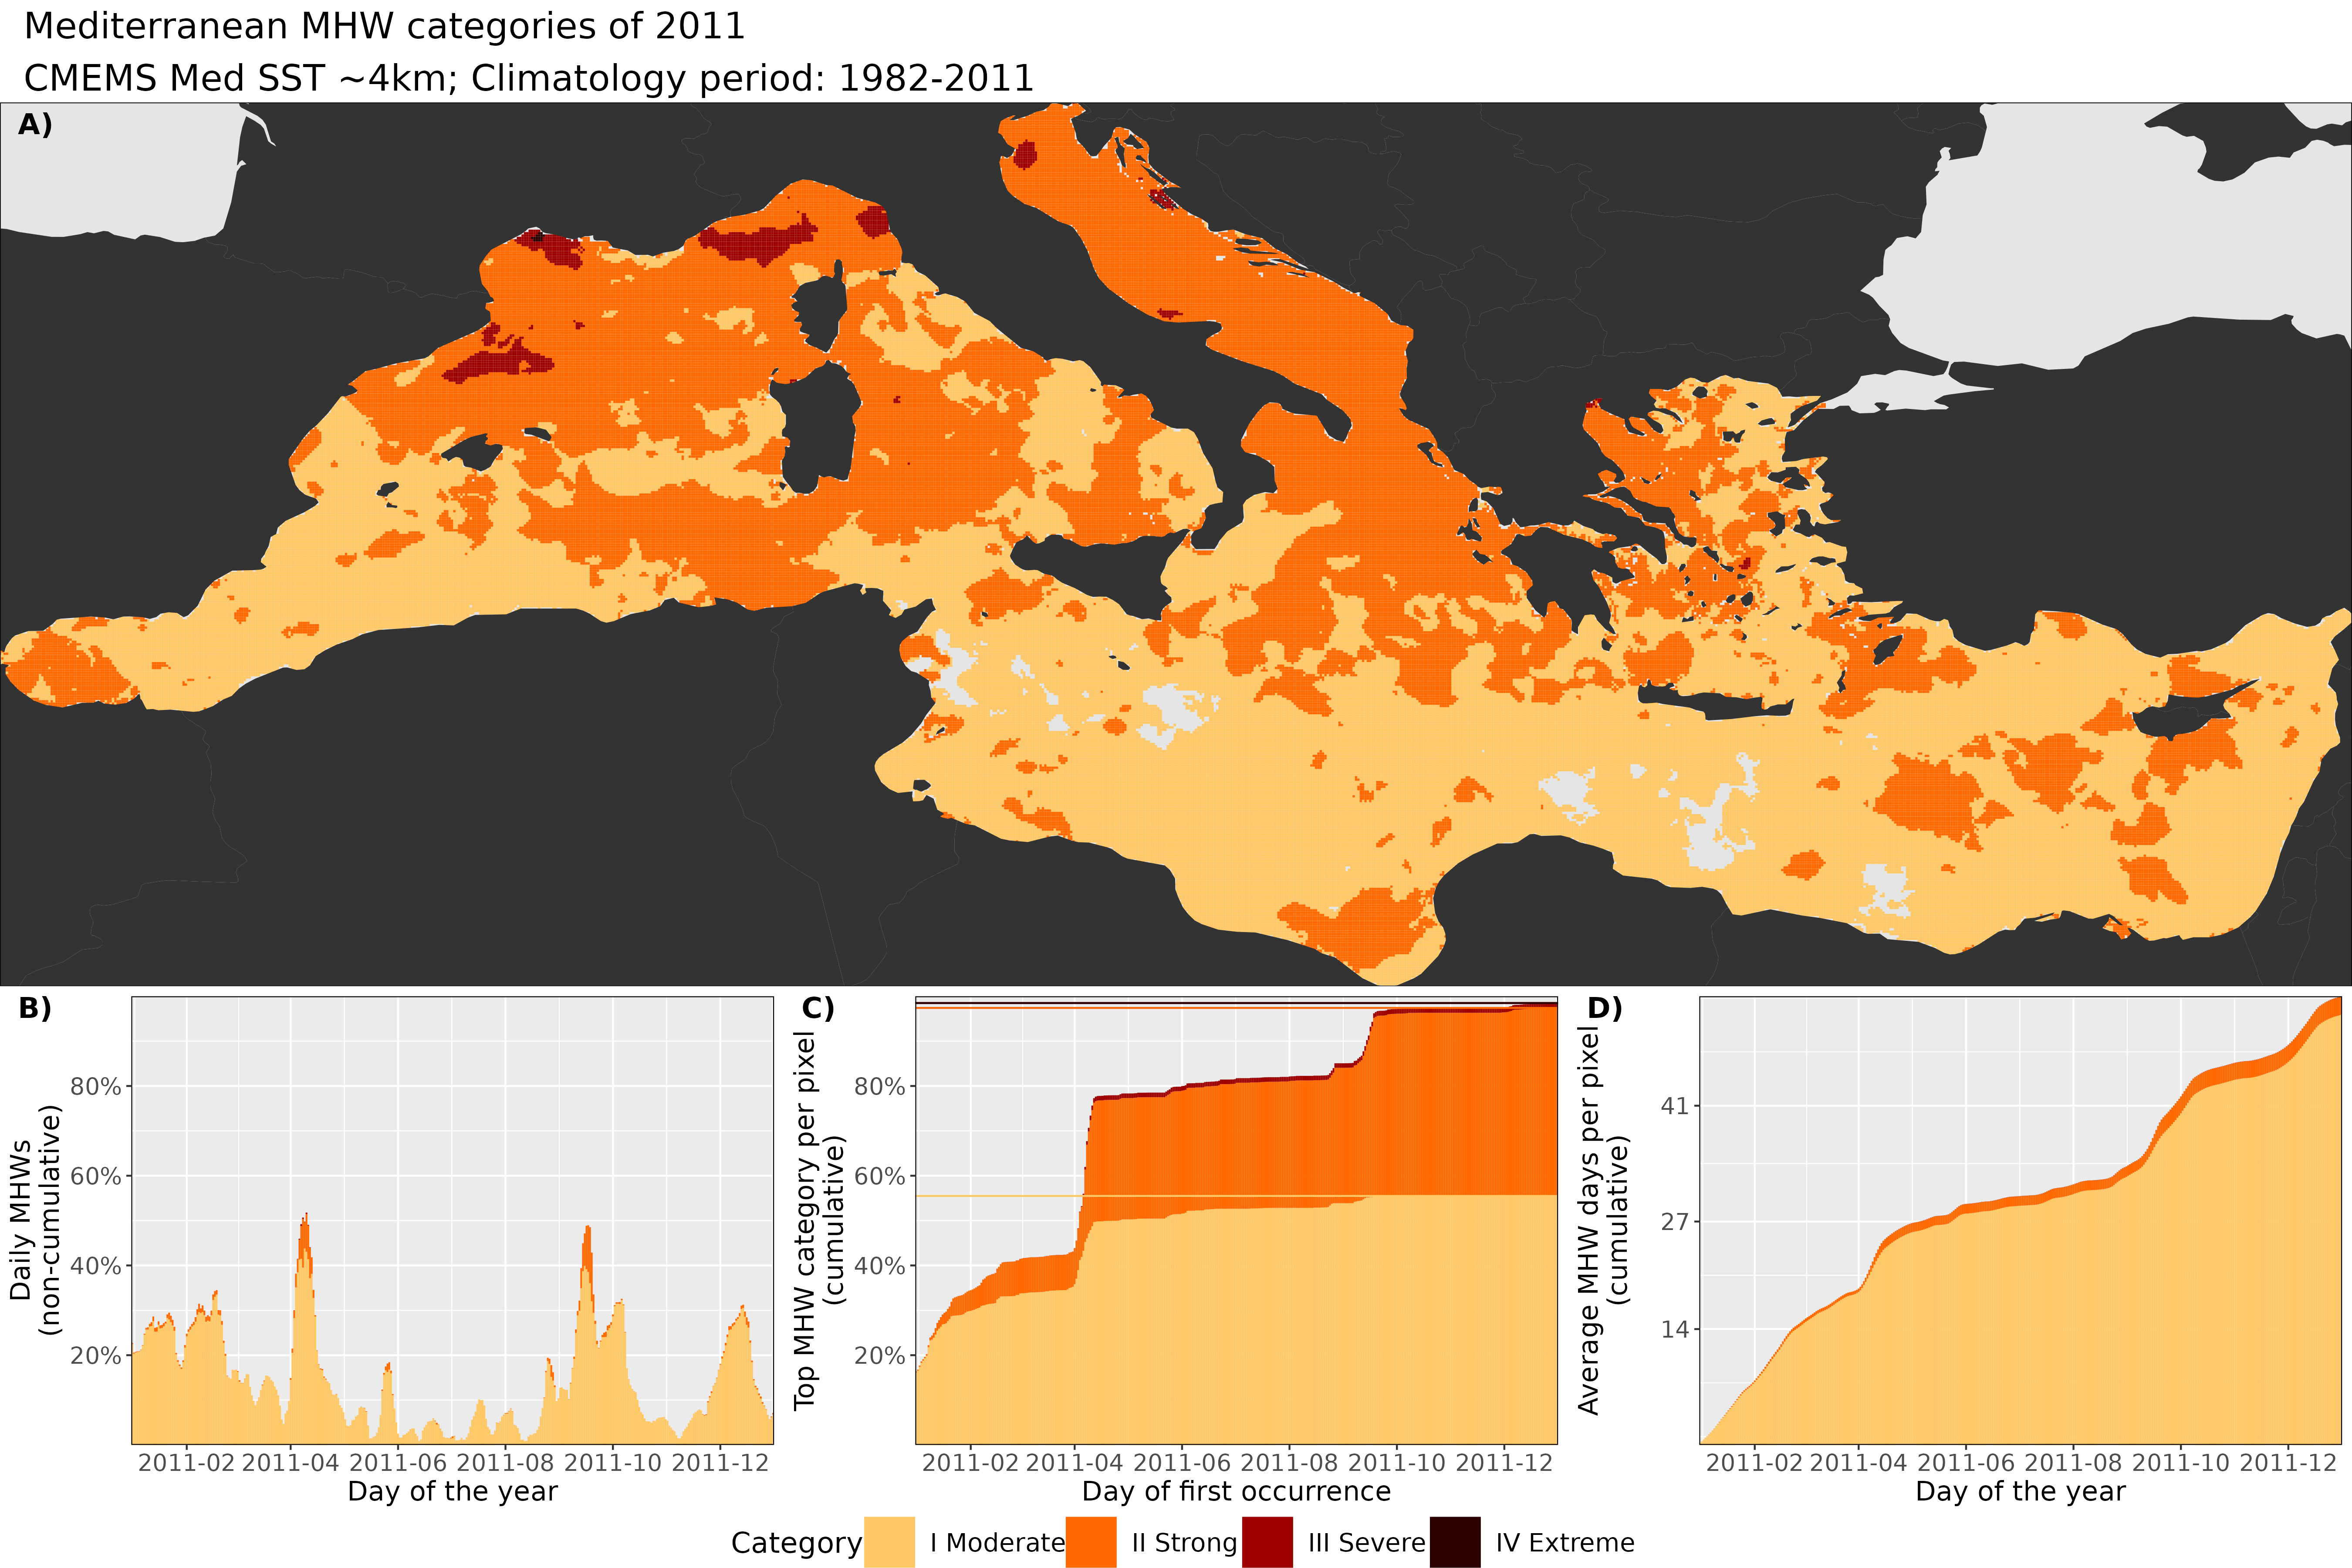 Mediterranean MHW categories of 2011
CMEMS Med SST ~4km; Climatology period: 1982-2011
A)
B)
Daily MHWs
(non-cumulative)
80%
60%
40%
20%
2011-02 2011-04 2011-06 2011-08 2011-10 2011-12
Day of the year
C)
Top MHW category per pixel
(cumulative)
80%
60%
40%
20%
2011-02 2011-04 2011-06 2011-08 2011-10 2011-12
Day of first occurrence
D)
Average MHW days per pixel
(cumulative)
41
27
14
2011-02 2011-04 2011-06 2011-08 2011-10 2011-12
Day of the year
Category I Moderate II Strong III Severe IV Extreme